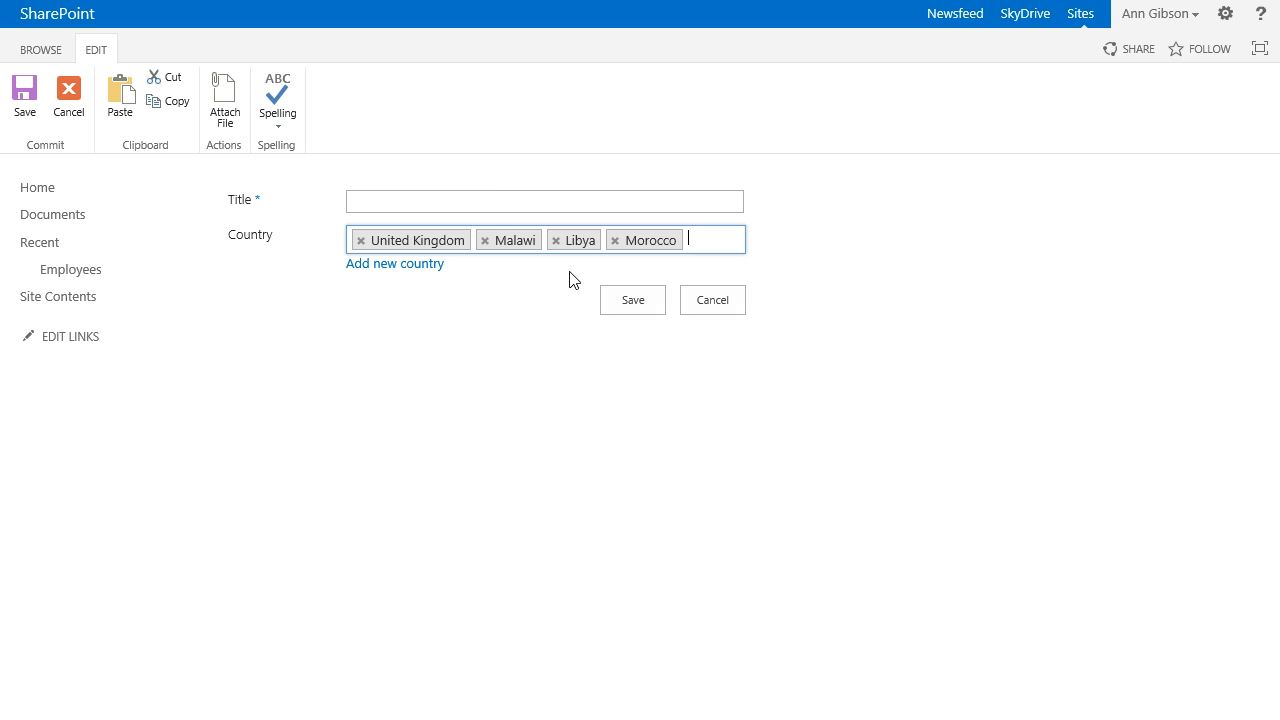 SharePoint
Newsfeed SkyDrive Sites Ann Gibson ?
BROWSE EDIT SHARE FOLLOW
Save Cancel Paste Cut Copy Attach File ABC Spelling
Commit Clipboard Actions Spelling
Home
Documents
Recent
Employees
Site Contents
EDIT LINKS
Title *
Country United Kingdom Malawi Libya Morocco
Add new country
Save Cancel